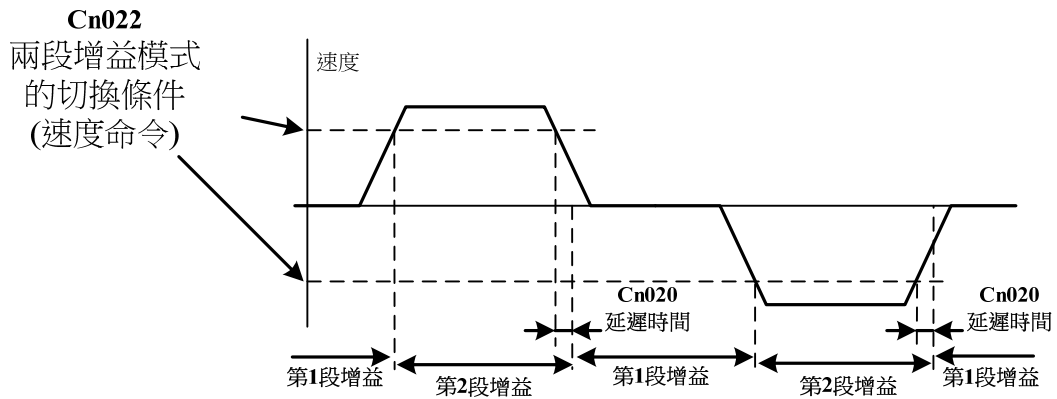 Cn022
兩段增益模式
的切換條件
(速度命令)
速度
Cn020
延遲時間
Cn020
延遲時間
第1段增益
第2段增益
第1段增益
第2段增益
第1段增益